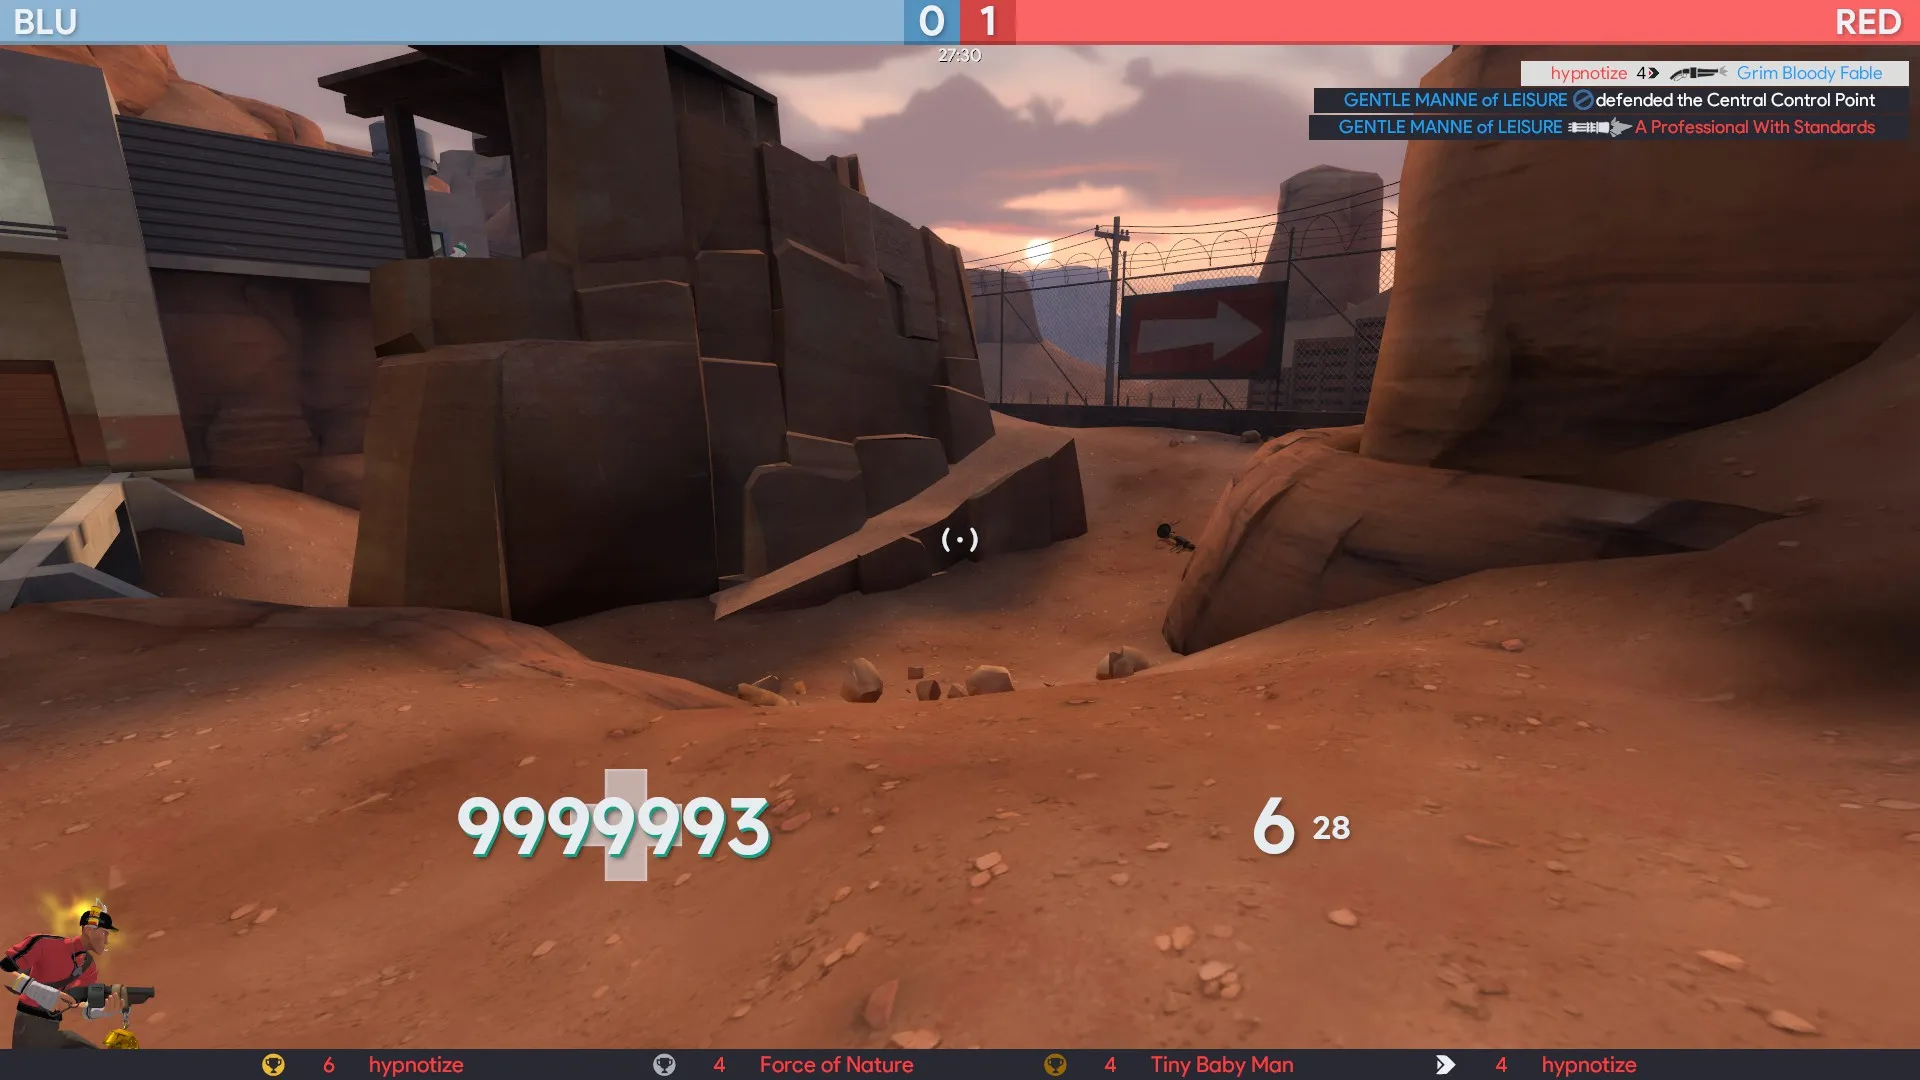 BLU 0 1 RED
27:30
hypnotize 4 Grim Bloody Fable
GENTLE MANNE of LEISURE defended the Central Control Point
GENTLE MANNE of LEISURE A Professional With Standards
9999993
6 28
6 hypnotize 4 Force of Nature 4 Tiny Baby Man 4 hypnotize